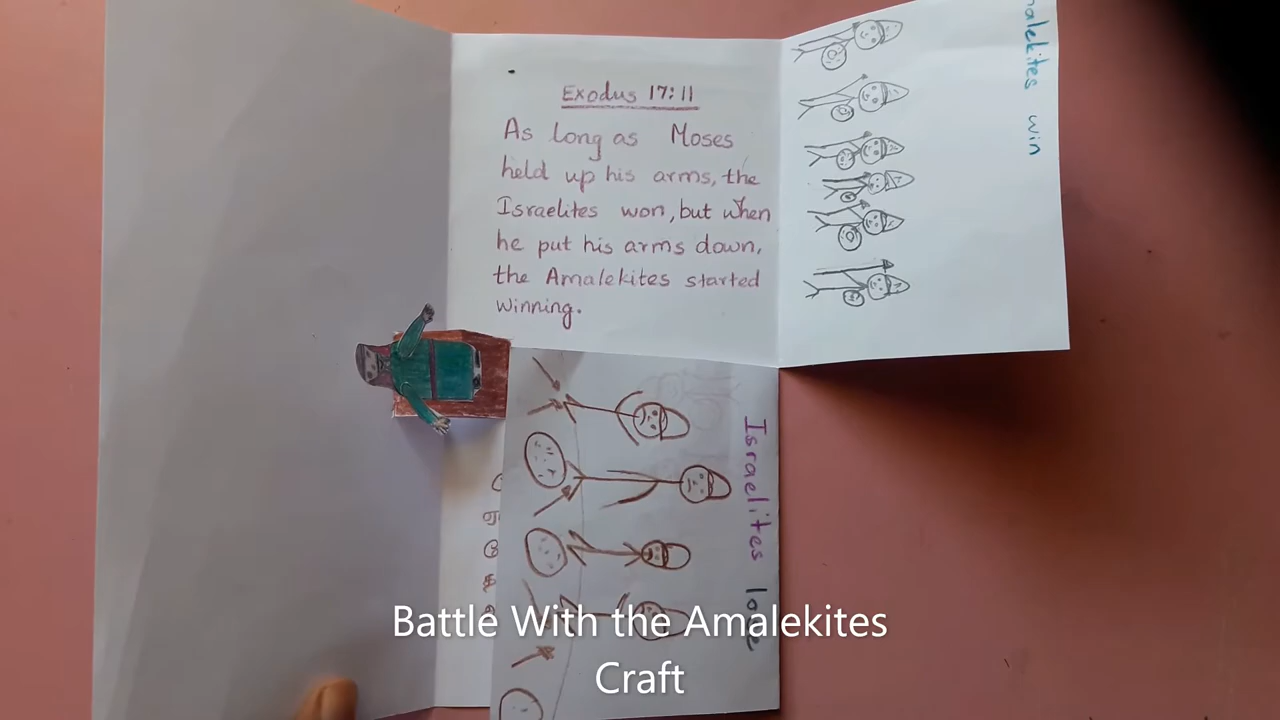 Exodus 17:11
As long as Moses
held up his arms, the
Israelites won, but when
he put his arms down,
the Amalekites started
winning.
malekites win
Israelites lose
Battle With the Amalekites
Craft